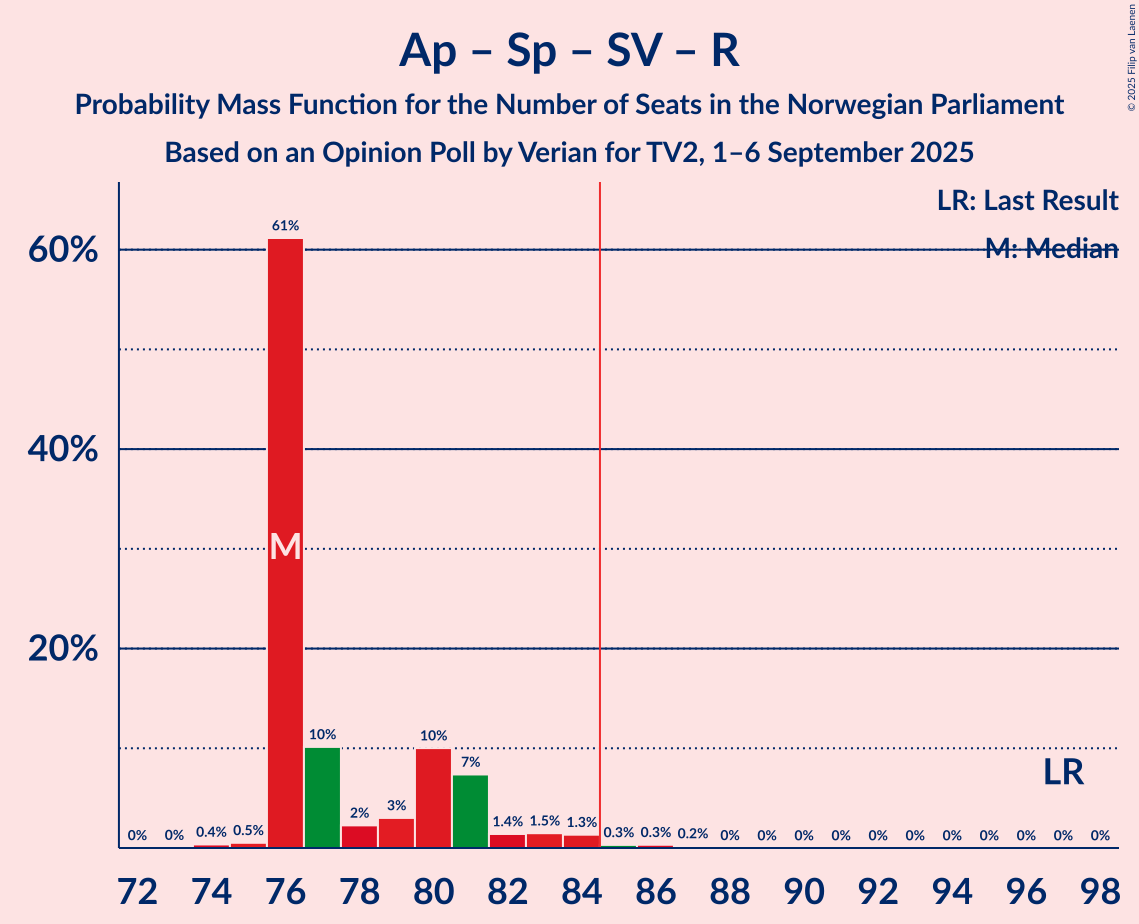 Ap – Sp – SV – R
Probability Mass Function for the Number of Seats in the Norwegian Parliament
Based on an Opinion Poll by Verian for TV2, 1–6 September 2025
© 2025 Filip van Laenen
LR: Last Result
M: Median
60%
40%
20%
61%
M
0% 0% 0.4% 0.5% 10% 2% 3% 10% 7% 1.4% 1.5% 1.3% 0.3% 0.3% 0.2% 0% 0% 0% 0% 0% 0% 0% 0% 0% 0% 0%
LR
72 74 76 78 80 82 84 86 88 90 92 94 96 98